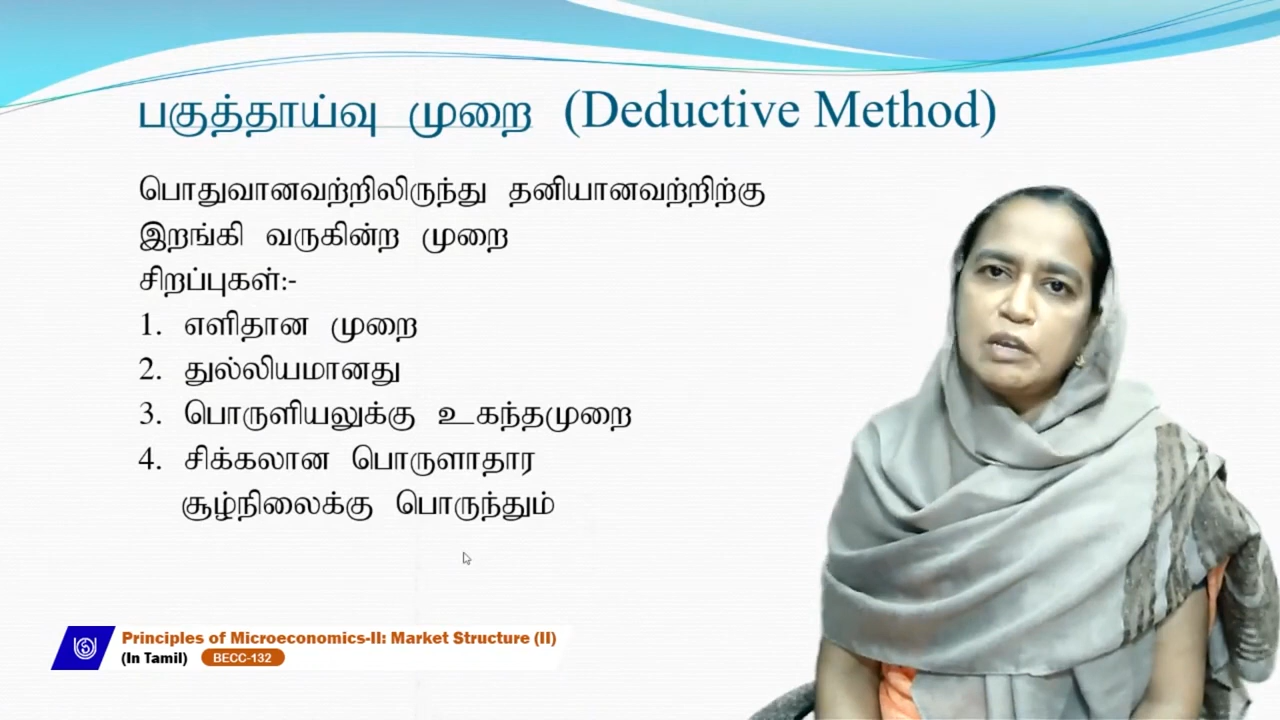 பகுத்தாய்வு முறை (Deductive Method)
பொதுவானவற்றிலிருந்து தனியானவற்றிற்கு
இறங்கி வருகின்ற முறை
சிறப்புகள்:-
1. எளிதான முறை
2. துல்லியமானது
3. பொருளியலுக்கு உகந்தமுறை
4. சிக்கலான பொருளாதார
சூழ்நிலைக்கு பொருந்தும்
Principles of Microeconomics-II: Market Structure (II)
(In Tamil) BECC-132